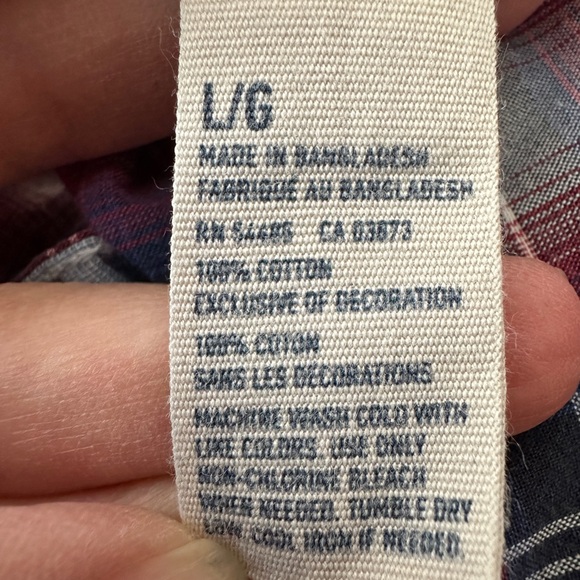 L/G
MADE IN BANGLADESH
FABRIQUE AU BANGLADESH
RN 54485 CA 03873
100% COTTON
EXCLUSIVE OF DECORATION
100% COTON
SANS LES DECORATIONS
MACHINE WASH COLD WITH
LIKE COLORS. USE ONLY
NON-CHLORINE BLEACH
WHEN NEEDED. TUMBLE DRY
LOW. COOL IRON IF NEEDED.